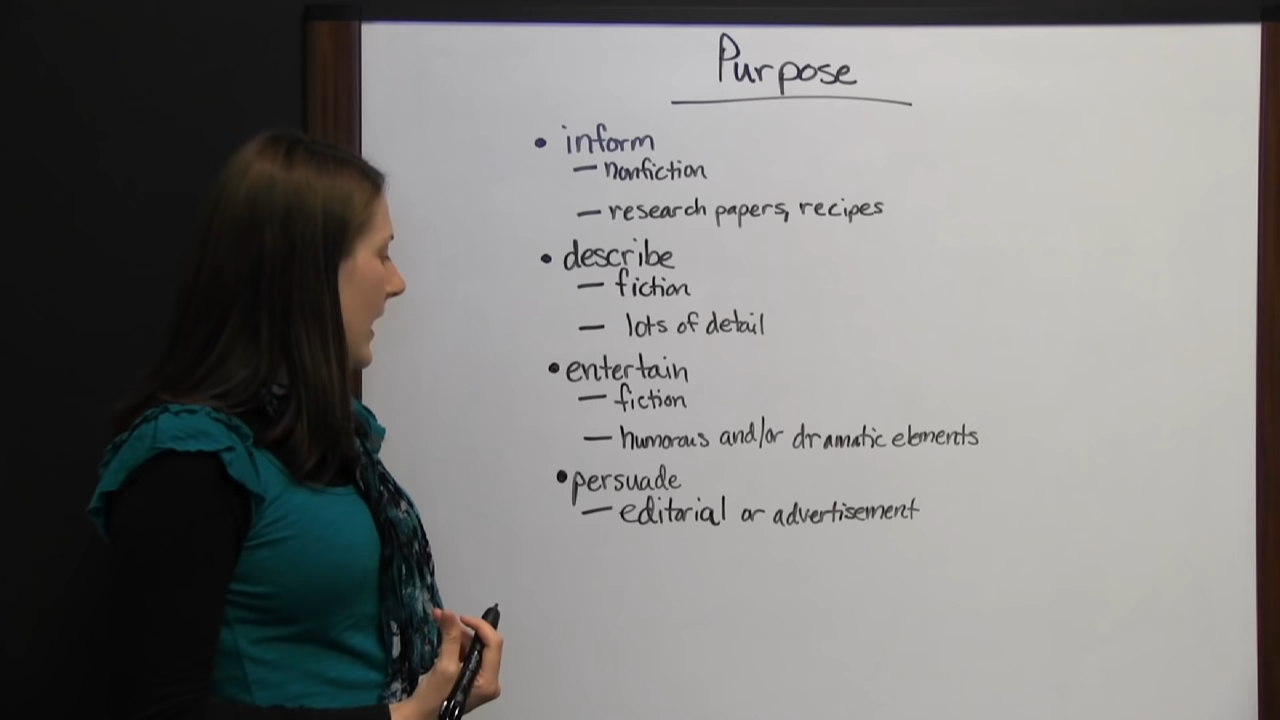 Purpose
• inform
— nonfiction
— research papers, recipes
• describe
— fiction
— lots of detail
• entertain
— fiction
— humorous and/or dramatic elements
• persuade
— editorial or advertisement